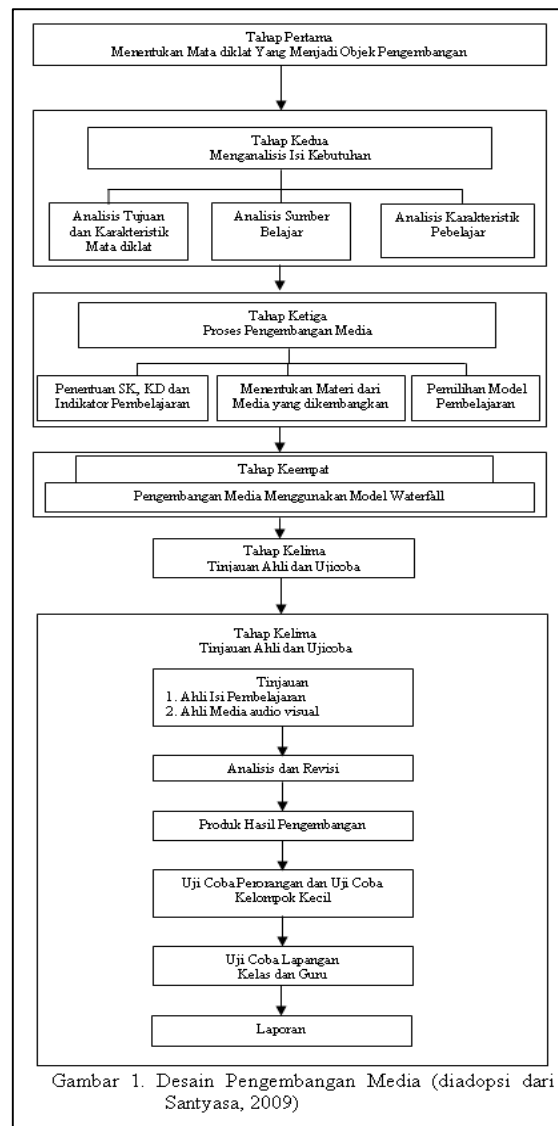 Tahap Pertama
Menentukan Mata diklat Yang Menjadi Objek Pengembangan
Tahap Kedua
Menganalisis Isi Kebutuhan
Analisis Tujuan
dan Karakteristik
Mata diklat
Analisis Sumber
Belajar
Analisis Karakteristik
Pebelajar
Tahap Ketiga
Proses Pengembangan Media
Penentuan SK, KD dan
Indikator Pembelajaran
Menentukan Materi dari
Media yang dikembangkan
Pemilihan Model
Pembelajaran
Tahap Keempat
Pengembangan Media Menggunakan Model Waterfall
Tahap Kelima
Tinjauan Ahli dan Ujicoba
Tahap Kelima
Tinjauan Ahli dan Ujicoba
Tinjauan
1. Ahli Isi Pembelajaran
2. Ahli Media audio visual
Analisis dan Revisi
Produk Hasil Pengembangan
Uji Coba Perorangan dan Uji Coba
Kelompok Kecil
Uji Coba Lapangan
Kelas dan Guru
Laporan
Gambar 1. Desain Pengembangan Media (diadopsi dari
Santyasa, 2009)